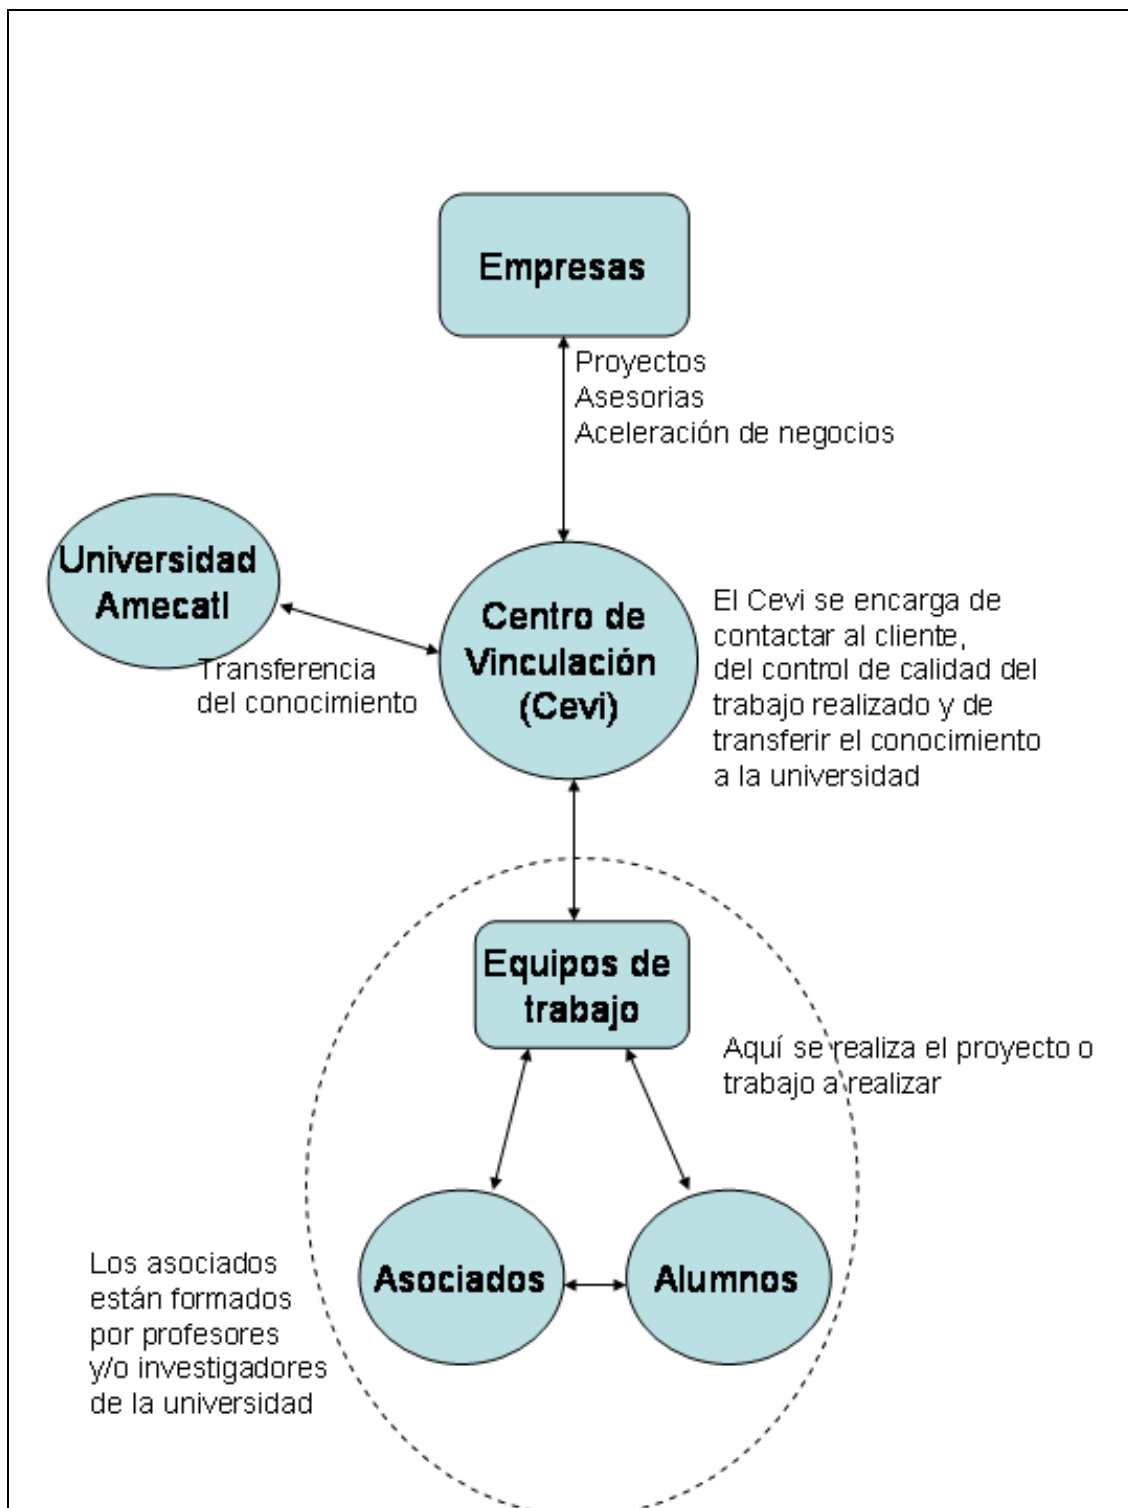 Empresas
Proyectos
Asesorias
Aceleración de negocios
Universidad
Amecatl
Transferencia
del conocimiento
Centro de
Vinculación
(Cevi)
El Cevi se encarga de
contactar al cliente,
del control de calidad del
trabajo realizado y de
transferir el conocimiento
a la universidad
Equipos de
trabajo
Aquí se realiza el proyecto o
trabajo a realizar
Asociados
Alumnos
Los asociados
están formados
por profesores
y/o investigadores
de la universidad